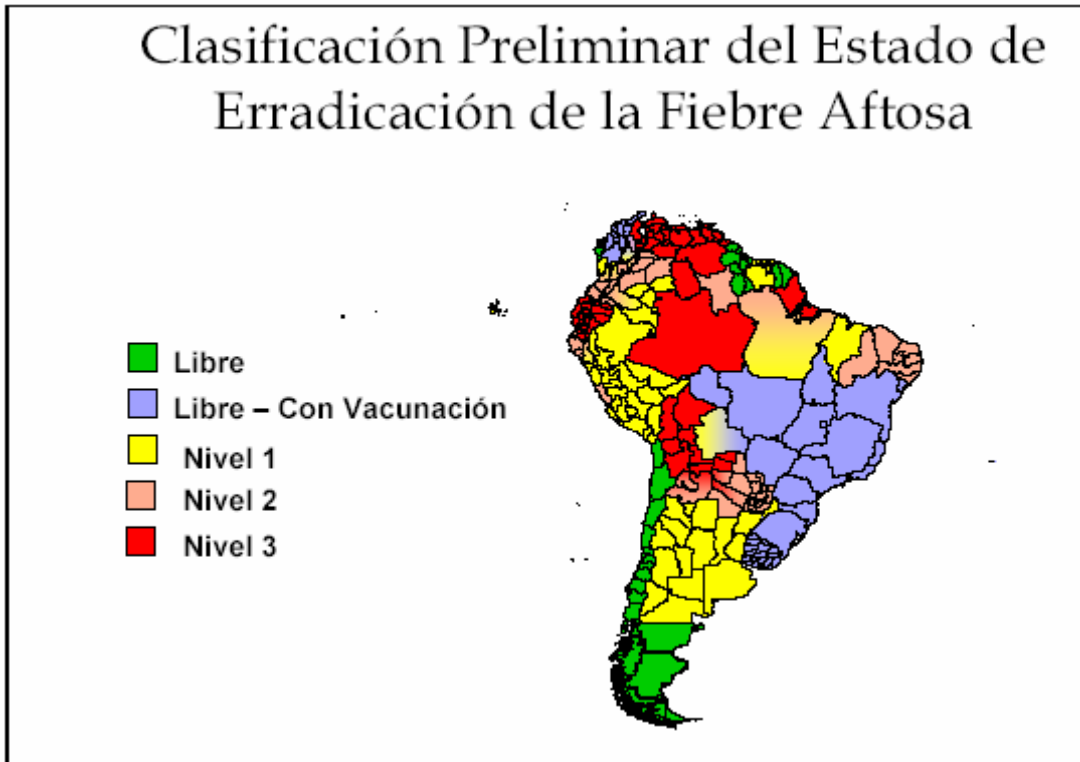 Clasificación Preliminar del Estado de
Erradicación de la Fiebre Aftosa
Libre
Libre – Con Vacunación
Nivel 1
Nivel 2
Nivel 3